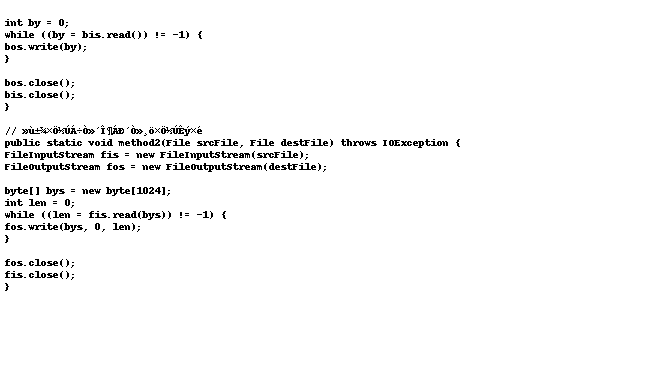 int by = 0;
while ((by = bis.read()) != -1) {
bos.write(by);
}
bos.close();
bis.close();
}
// »ù±¾×Ö½ÚÁ÷Ò»´Î¶ÁÐ´Ò»¸ö×Ö½ÚÊý×é
public static void method2(File srcFile, File destFile) throws IOException {
FileInputStream fis = new FileInputStream(srcFile);
FileOutputStream fos = new FileOutputStream(destFile);
byte[] bys = new byte[1024];
int len = 0;
while ((len = fis.read(bys)) != -1) {
fos.write(bys, 0, len);
}
fos.close();
fis.close();
}